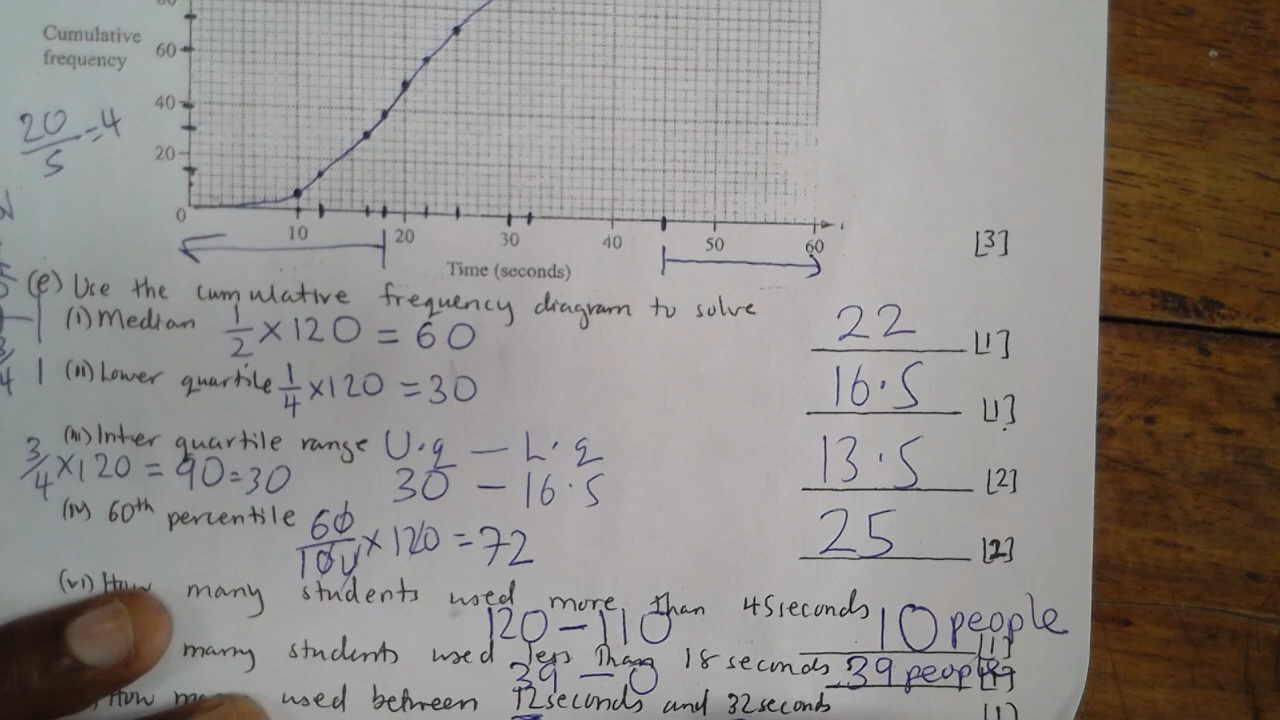 Cumulative
frequency
60
40
20
0
20/5 = 4
10 20 30 40 50 60
Time (seconds)
[3]
(e) Use the cumulative frequency diagram to solve
(i) Median 1/2 × 120 = 60 22 [1]
(ii) Lower quartile 1/4 × 120 = 30 16.5 [1]
(iii) Inter quartile range U.q — L.q 13.5 [2]
3/4 × 120 = 90 = 30 30 — 16.5
(iv) 60th percentile 60/100 × 120 = 72 25 [2]
(vi) How many students used more than 45 seconds 10 people [1]
120 — 110
many students used less than 18 seconds 39 people
39 — 0
How used between 12 seconds and 32 seconds [1]